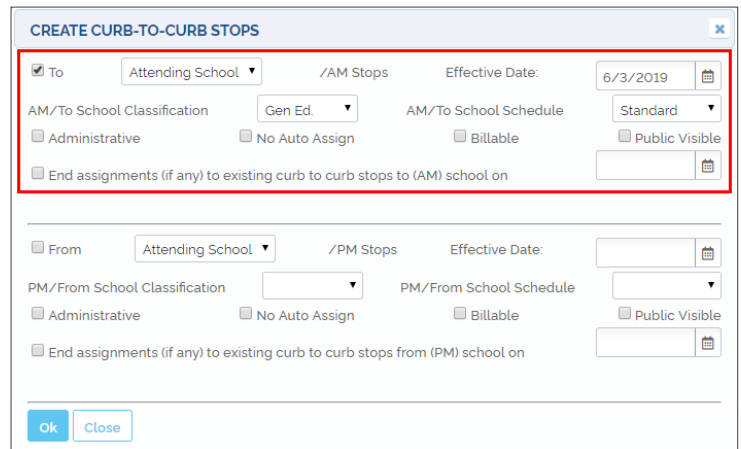 CREATE CURB-TO-CURB STOPS
To Attending School /AM Stops Effective Date: 6/3/2019
AM/To School Classification Gen Ed. AM/To School Schedule Standard
Administrative No Auto Assign Billable Public Visible
End assignments (if any) to existing curb to curb stops to (AM) school on
From Attending School /PM Stops Effective Date:
PM/From School Classification PM/From School Schedule
Administrative No Auto Assign Billable Public Visible
End assignments (if any) to existing curb to curb stops from (PM) school on
Ok Close